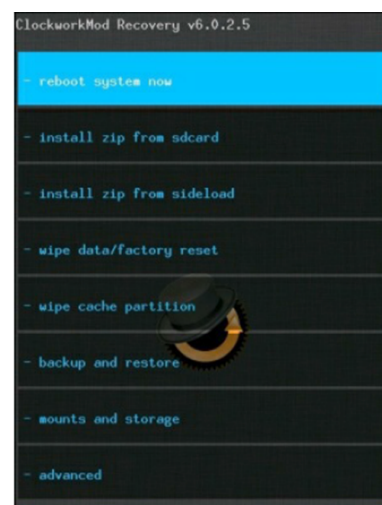 ClockworkMod Recovery v6.0.2.5
- reboot system now
- install zip from sdcard
- install zip from sideload
- wipe data/factory reset
- wipe cache partition
- backup and restore
- mounts and storage
- advanced